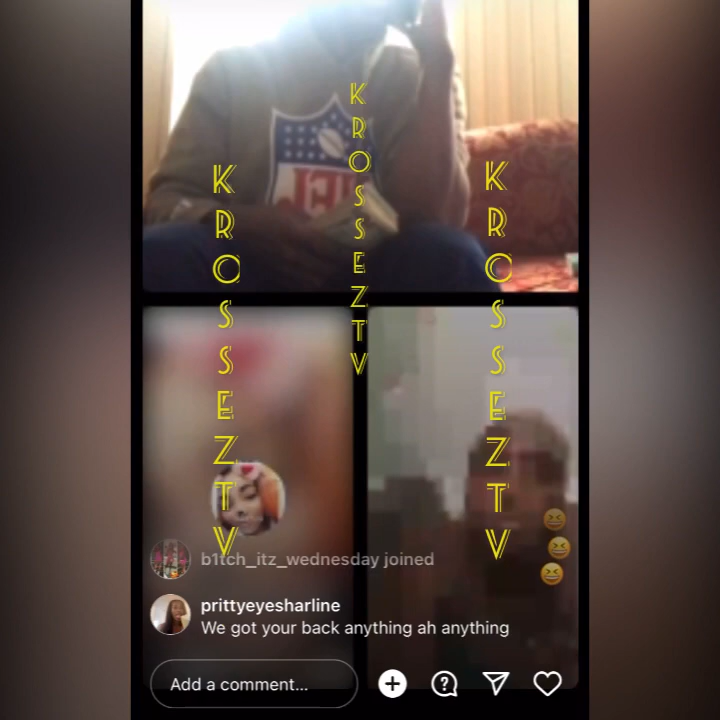 KROSSEZTV
KROSSEZTV
KROSSEZTV
b1tch_itz_wednesday joined
prittyeyesharline
We got your back anything ah anything
Add a comment...